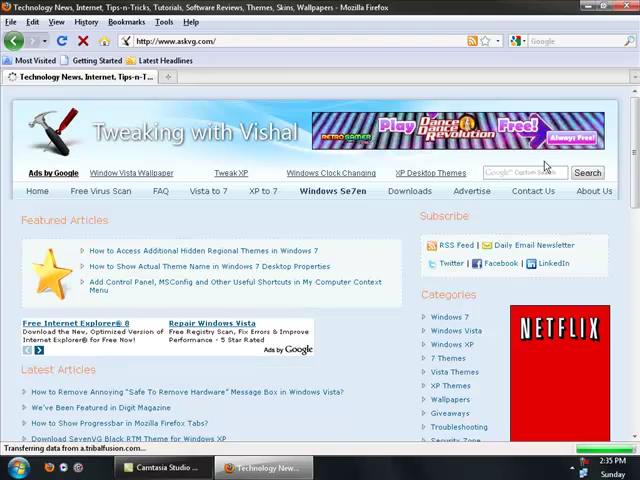 Technology News, Internet, Tips-n-Tricks, Tutorials, Software Reviews, Themes, Skins, Wallpapers - Mozilla Firefox
File Edit View History Bookmarks Tools Help
http://www.askvg.com/
Google
Most Visited Getting Started Latest Headlines
Technology News, Internet, Tips-n-T...
Tweaking with Vishal
RETRO GAMER Play Dance Dance Revolution Free! Always Free!
Ads by Google Window Vista Wallpaper Tweak XP Windows Clock Changing XP Desktop Themes Google Custom Search Search
Home Free Virus Scan FAQ Vista to 7 XP to 7 Windows Se7en Downloads Advertise Contact Us About Us
Featured Articles
How to Access Additional Hidden Regional Themes in Windows 7
How to Show Actual Theme Name in Windows 7 Desktop Properties
Add Control Panel, MSConfig and Other Useful Shortcuts in My Computer Context
Menu
Free Internet Explorer® 8 Repair Windows Vista
Download the New, Optimized Version of Free Registry Scan, Fix Errors & Improve
Internet Explorer® for Free Now! Performance - 5 Star Rated
Ads by Google
Latest Articles
How to Remove Annoying "Safe To Remove Hardware" Message Box in Windows Vista?
We've Been Featured in Digit Magazine
How to Show Progressbar in Mozilla Firefox Tabs?
Download SevenVG Black RTM Theme for Windows XP
Subscribe
RSS Feed | Daily Email Newsletter
Twitter | Facebook | LinkedIn
Categories
Windows 7
Windows Vista
Windows XP
7 Themes
Vista Themes
XP Themes
Wallpapers
Giveaways
Troubleshooting
Security Zone
NETFLIX
Transferring data from a.tribalfusion.com...
Camtasia Studio ...
Technology New...
2:35 PM
Sunday